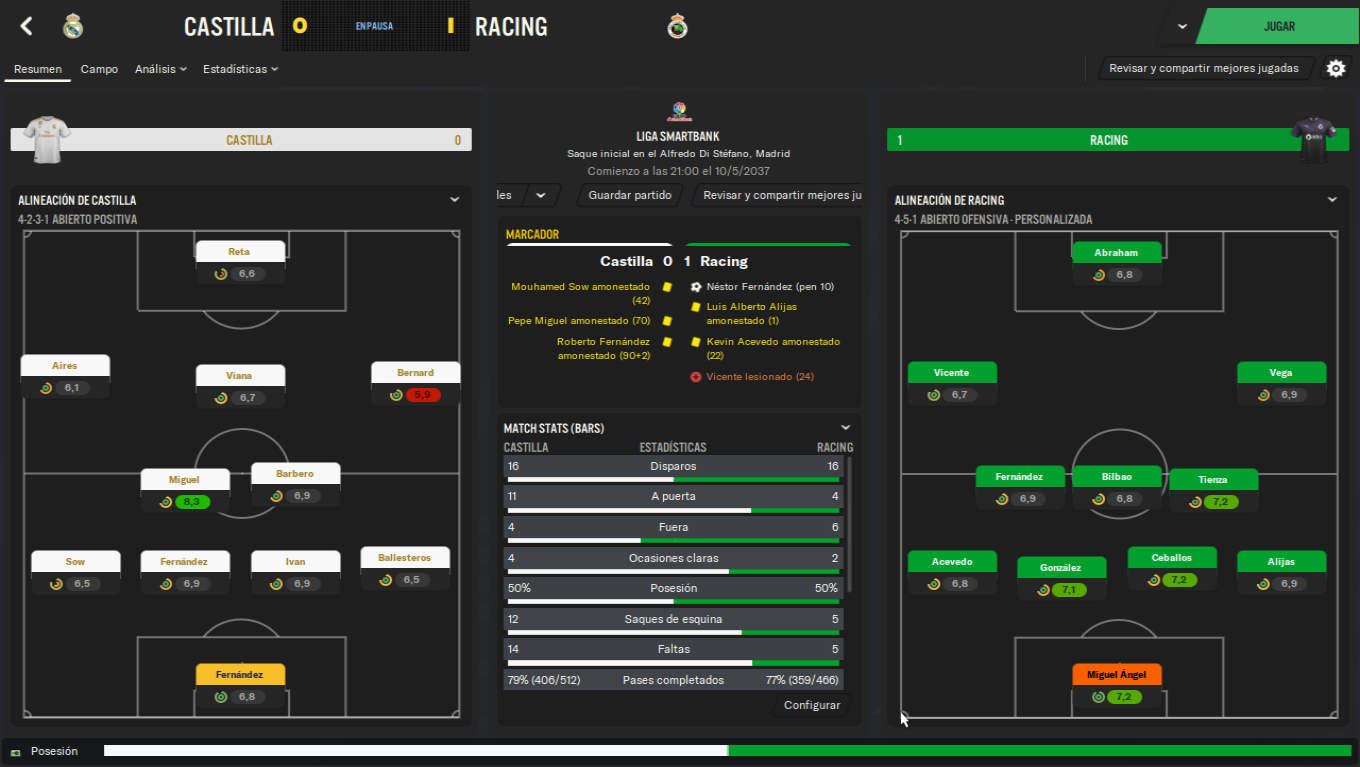 CASTILLA 0 EN PAUSA 1 RACING
JUGAR
Resumen Campo Análisis Estadísticas
Revisar y compartir mejores jugadas
CASTILLA 0
LIGA SMARTBANK
Saque inicial en el Alfredo Di Stéfano, Madrid
Comienzo a las 21:00 el 10/5/2037
les Guardar partido Revisar y compartir mejores ju
1 RACING
ALINEACIÓN DE CASTILLA
4-2-3-1 ABIERTO POSITIVA
Reta
6,6
Aires
6,1
Viana
6,7
Bernard
5,9
Miguel
8,3
Barbero
6,9
Sow
6,5
Fernández
6,9
Ivan
6,9
Ballesteros
6,5
Fernández
6,8
MARCADOR
Castilla 0 1 Racing
Mouhamed Sow amonestado
(42)
Pepe Miguel amonestado (70)
Roberto Fernández
amonestado (90+2)
Néstor Fernández (pen 10)
Luis Alberto Alijas
amonestado (1)
Kevin Acevedo amonestado
(22)
Vicente lesionado (24)
MATCH STATS (BARS)
CASTILLA ESTADÍSTICAS RACING
16 Disparos 16
11 A puerta 4
4 Fuera 6
4 Ocasiones claras 2
50% Posesión 50%
12 Saques de esquina 5
14 Faltas 5
79% (406/512) Pases completados 77% (359/466)
Configurar
ALINEACIÓN DE RACING
4-5-1 ABIERTO OFENSIVA - PERSONALIZADA
Abraham
6,8
Vicente
6,7
Vega
6,9
Fernández
6,9
Bilbao
6,8
Tienza
7,2
Acevedo
6,8
González
7,1
Ceballos
7,2
Alijas
6,9
Miguel Ángel
7,2
Posesión